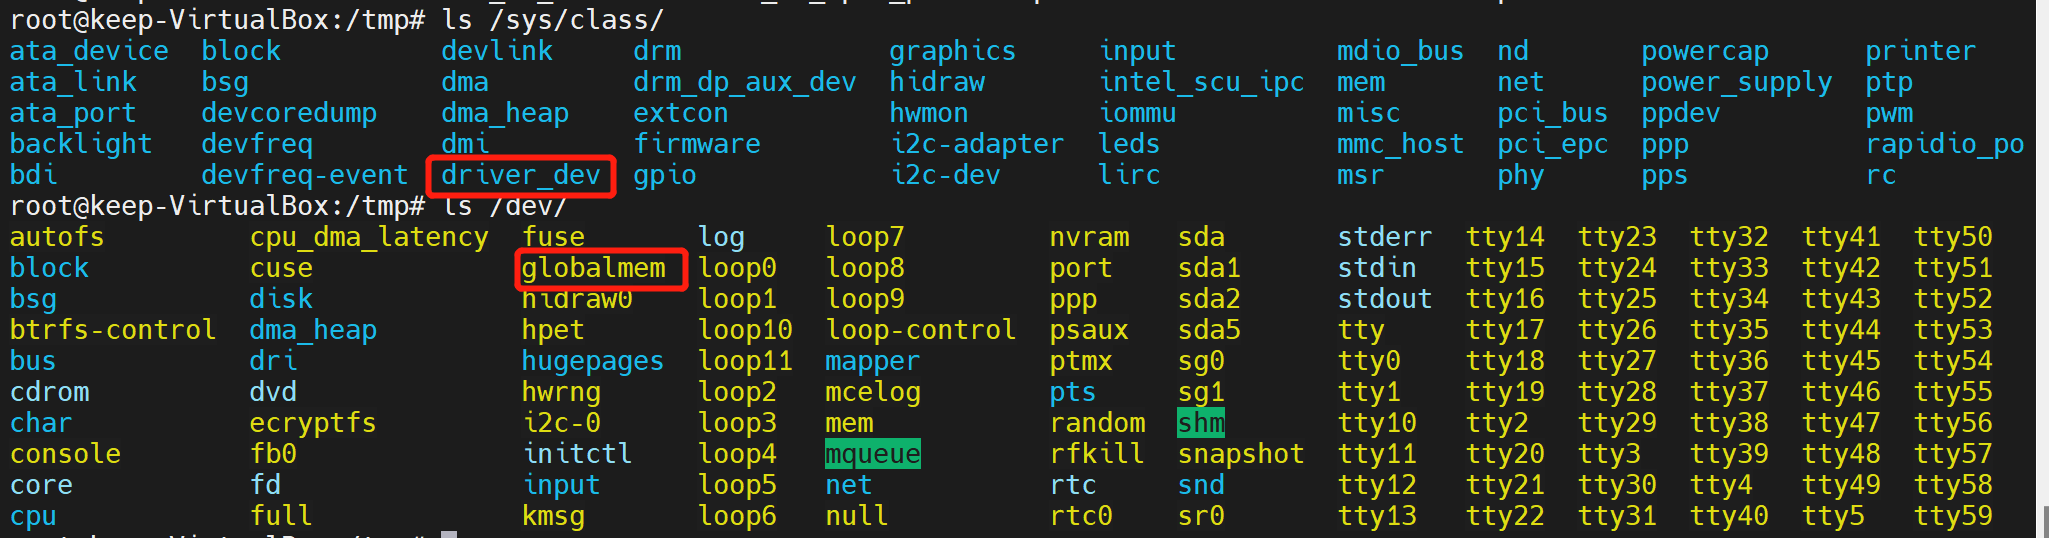 root@keep-VirtualBox:/tmp# ls /sys/class/
ata_device block devlink drm graphics input mdio_bus nd powercap printer
ata_link bsg dma drm_dp_aux_dev hidraw intel_scu_ipc mem net power_supply ptp
ata_port devcoredump dma_heap extcon hwmon iommu misc pci_bus ppdev pwm
backlight devfreq dmi firmware i2c-adapter leds mmc_host pci_epc ppp rapidio_po
bdi devfreq-event driver_dev gpio i2c-dev lirc msr phy pps rc
root@keep-VirtualBox:/tmp# ls /dev/
autofs cpu_dma_latency fuse log loop7 nvram sda stderr tty14 tty23 tty32 tty41 tty50
block cuse globalmem loop0 loop8 port sda1 stdin tty15 tty24 tty33 tty42 tty51
bsg disk hidraw0 loop1 loop9 ppp sda2 stdout tty16 tty25 tty34 tty43 tty52
btrfs-control dma_heap hpet loop10 loop-control psaux sda5 tty tty17 tty26 tty35 tty44 tty53
bus dri hugepages loop11 mapper ptmx sg0 tty0 tty18 tty27 tty36 tty45 tty54
cdrom dvd hwrng loop2 mcelog pts sg1 tty1 tty19 tty28 tty37 tty46 tty55
char ecryptfs i2c-0 loop3 mem random shm tty10 tty2 tty29 tty38 tty47 tty56
console fb0 initctl loop4 mqueue rfkill snapshot tty11 tty20 tty3 tty39 tty48 tty57
core fd input loop5 net rtc snd tty12 tty21 tty30 tty4 tty49 tty58
cpu full kmsg loop6 null rtc0 sr0 tty13 tty22 tty31 tty40 tty5 tty59